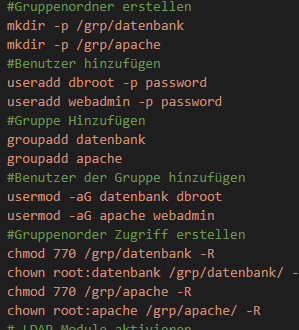 #Gruppenordner erstellen
mkdir -p /grp/datenbank
mkdir -p /grp/apache
#Benutzer hinzufügen
useradd dbroot -p password
useradd webadmin -p password
#Gruppe Hinzufügen
groupadd datenbank
groupadd apache
#Benutzer der Gruppe hinzufügen
usermod -aG datenbank dbroot
usermod -aG apache webadmin
#Gruppenorder Zugriff erstellen
chmod 770 /grp/datenbank -R
chown root:datenbank /grp/datenbank/ -
chmod 770 /grp/apache -R
chown root:apache /grp/apache/ -R
# LDAP Module aktivieren